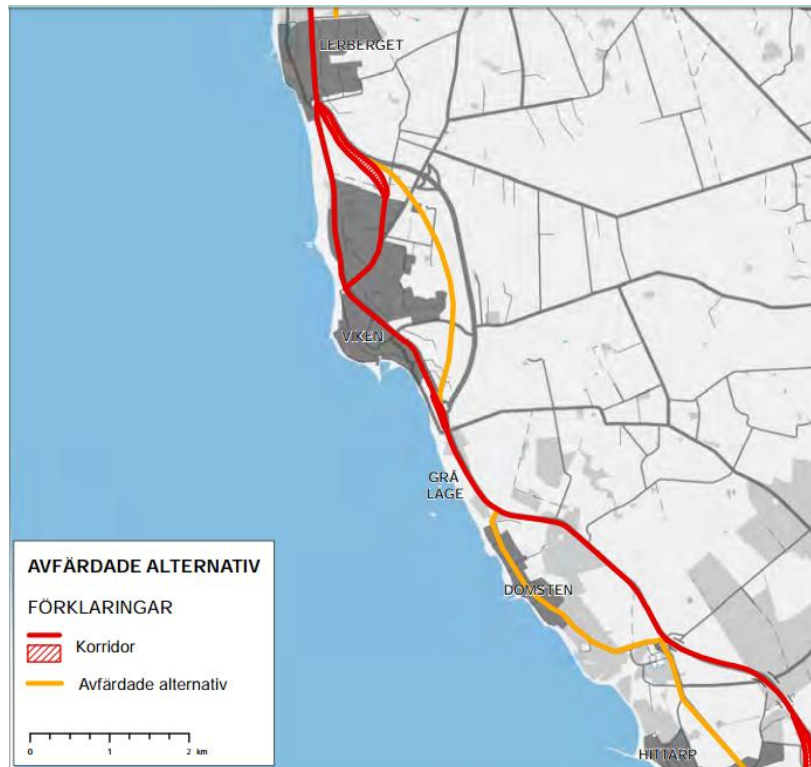 LERBERGET
VIKEN
GRÅ
LÄGE
DOMSTEN
HITTARP
AVFÄRDADE ALTERNATIV
FÖRKLARINGAR
Korridor
Avfärdade alternativ
0 1 2 km